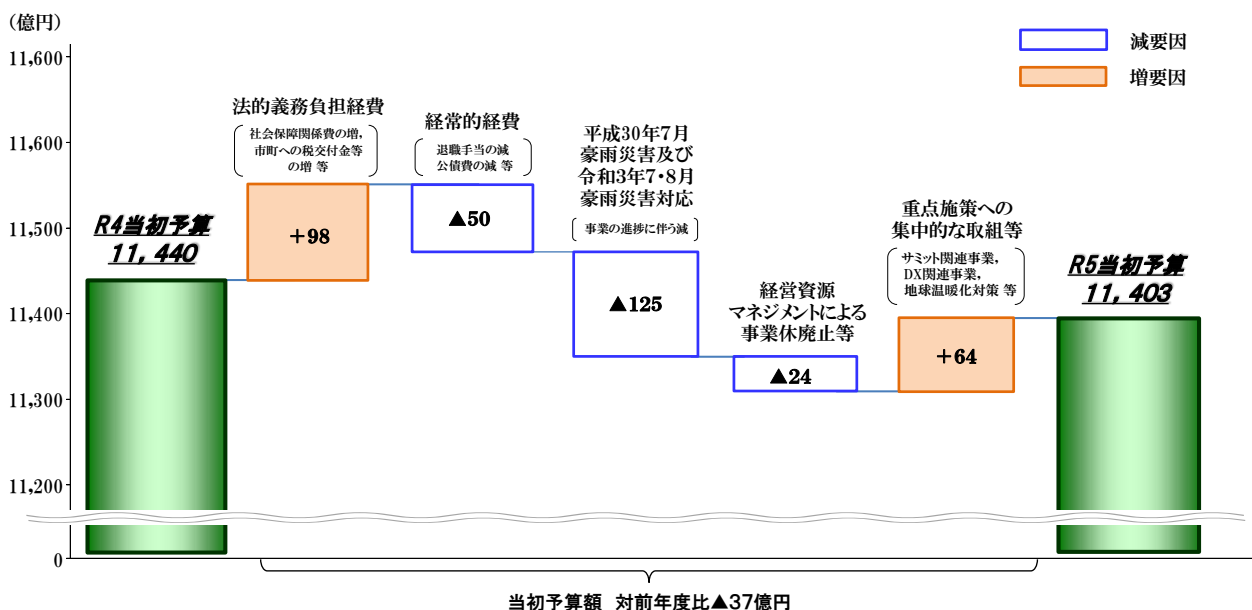 （億円）
11,600
11,500
11,400
11,300
11,200
0
減要因
増要因
R4当初予算
11,440
法的義務負担経費
社会保障関係費の増，
市町への税交付金等
の増 等
＋98
経常的経費
退職手当の減
公債費の減 等
▲50
平成30年7月
豪雨災害及び
令和3年7・8月
豪雨災害対応
事業の進捗に伴う減
▲125
経営資源
マネジメントによる
事業休廃止等
▲24
重点施策への
集中的な取組等
サミット関連事業，
DX関連事業，
地球温暖化対策 等
＋64
R5当初予算
11,403
当初予算額 対前年度比▲37億円